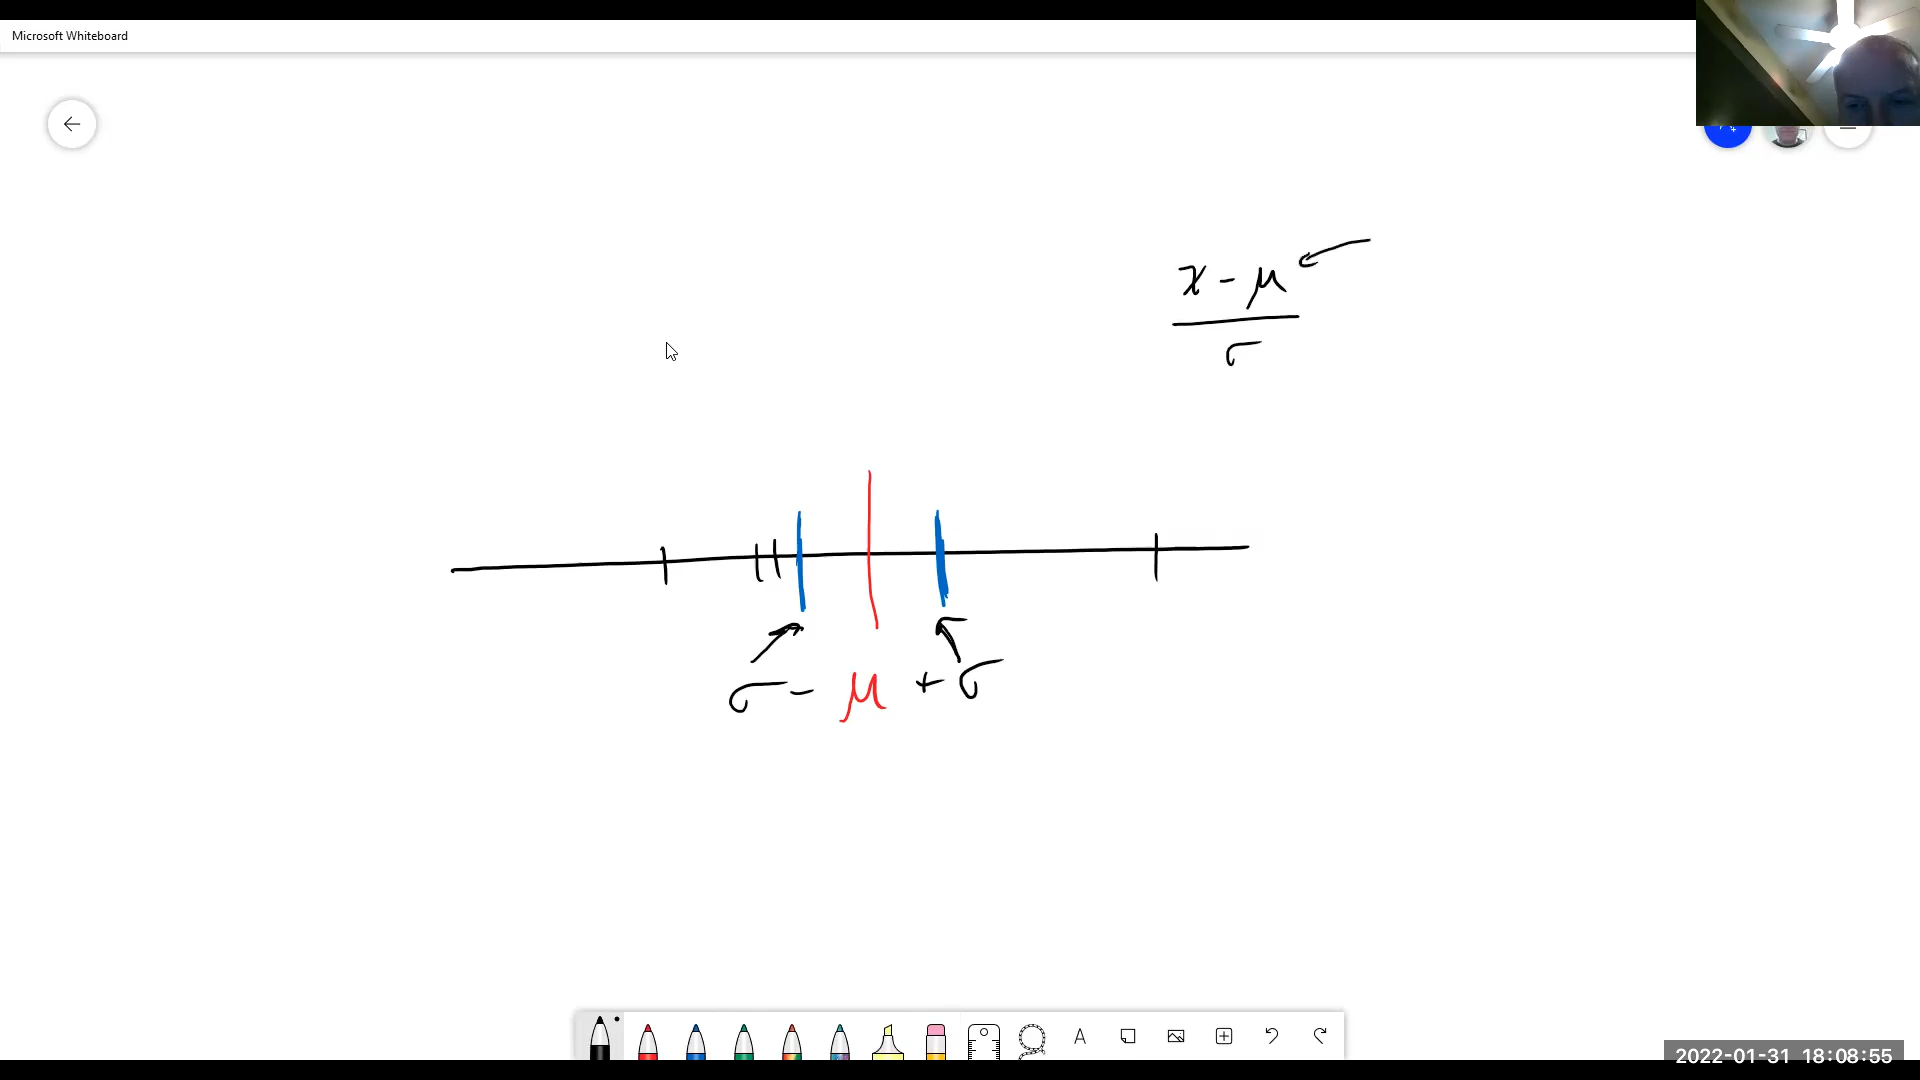 Microsoft Whiteboard
x - μ
σ
σ - μ + σ
A
2022-01-31 18:08:55